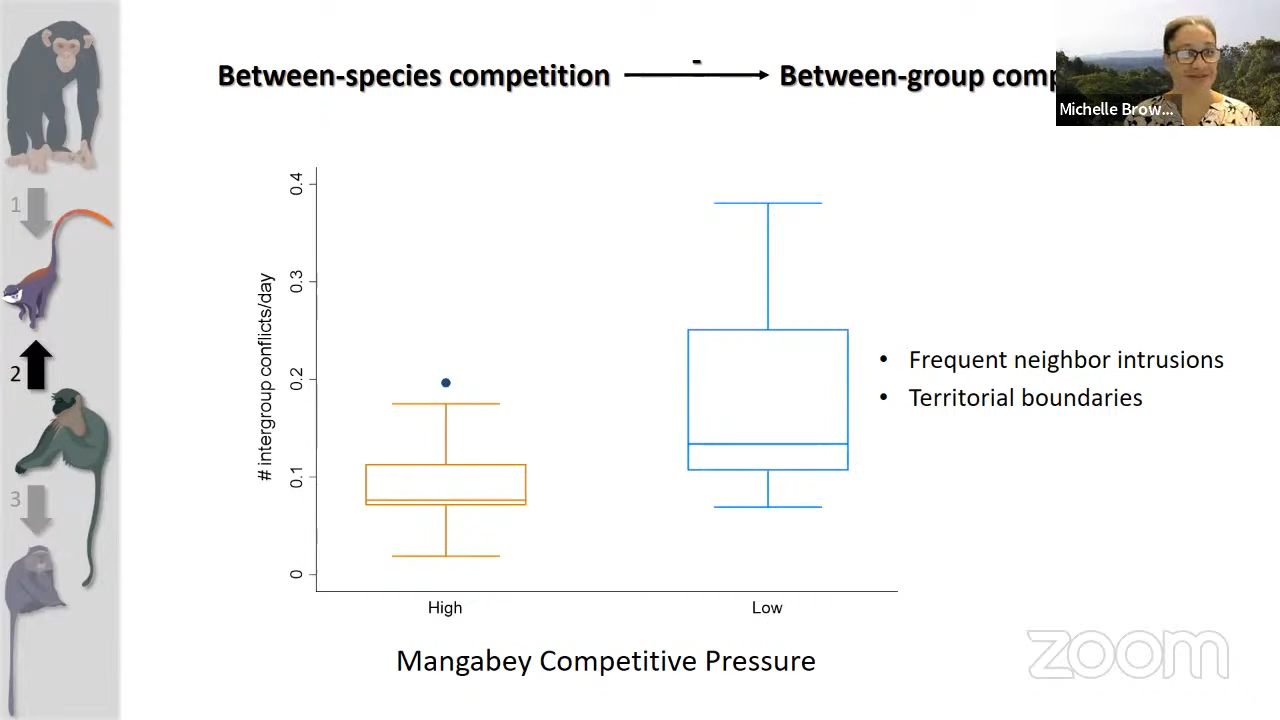 Between-species competition
-
Between-group comp
Michelle Brow...
1
2
3
# intergroup conflicts/day
0.4
0.3
0.2
0.1
0
High
Low
Mangabey Competitive Pressure
• Frequent neighbor intrusions
• Territorial boundaries
zoom